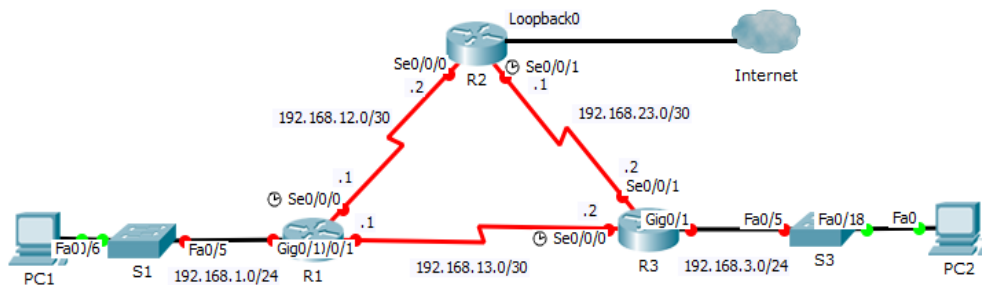 Loopback0
Se0/0/0
Se0/0/1
R2
Internet
.2
.1
192.168.12.0/30
192.168.23.0/30
.1
.2
Se0/0/0
Se0/0/1
.1
.2
Gig0/1
Fa0/5
Fa0/18
Fa0
Fa0)/6
Fa0/5
Gig0/1)/0/1
Se0/0/0
PC1
S1
192.168.1.0/24
R1
192.168.13.0/30
R3
192.168.3.0/24
S3
PC2